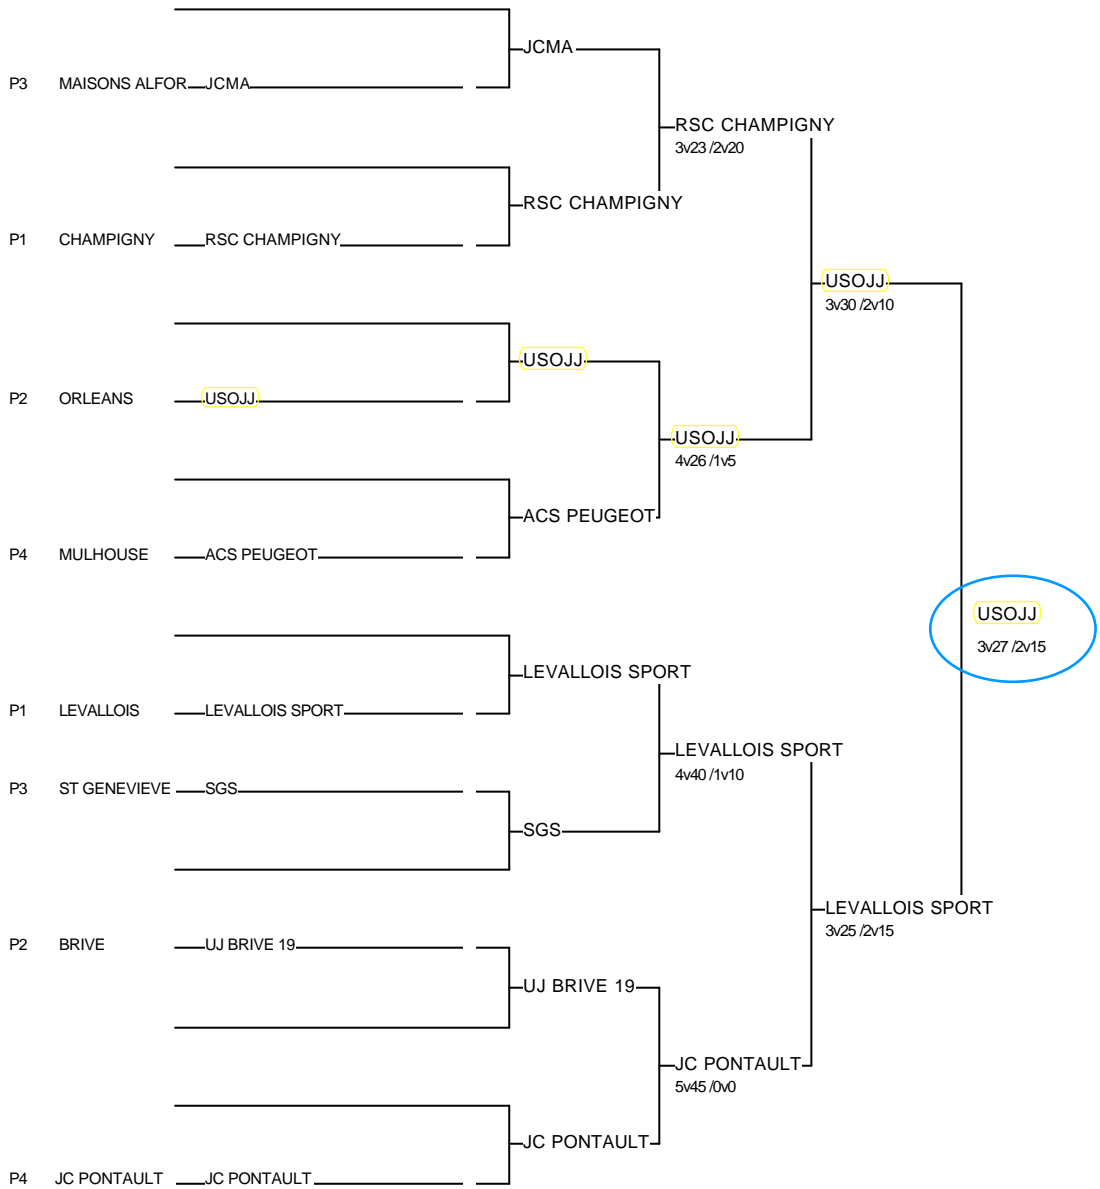 JCMA
P3 MAISONS ALFOR JCMA
RSC CHAMPIGNY
3v23 /2v20
RSC CHAMPIGNY
P1 CHAMPIGNY RSC CHAMPIGNY
USOJJ
3v30 /2v10
USOJJ
P2 ORLEANS USOJJ
USOJJ
4v26 /1v5
ACS PEUGEOT
P4 MULHOUSE ACS PEUGEOT
USOJJ
3v27 /2v15
LEVALLOIS SPORT
P1 LEVALLOIS LEVALLOIS SPORT
LEVALLOIS SPORT
4v40 /1v10
P3 ST GENEVIEVE SGS
SGS
LEVALLOIS SPORT
3v25 /2v15
P2 BRIVE UJ BRIVE 19
UJ BRIVE 19
JC PONTAULT
5v45 /0v0
JC PONTAULT
P4 JC PONTAULT JC PONTAULT